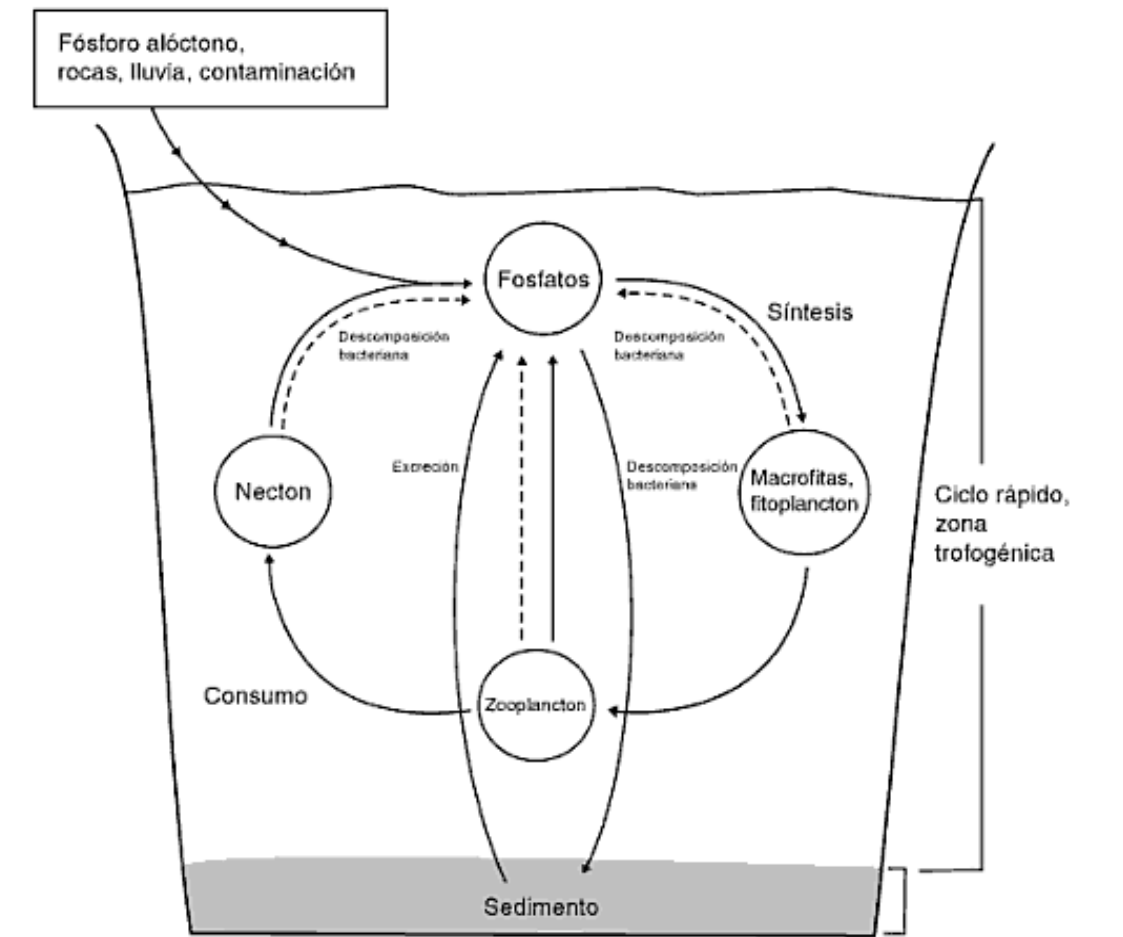 Fósforo alóctono,
rocas, lluvia, contaminación
Fosfatos
Síntesis
Descomposición
bacteriana
Descomposición
bacteriana
Excreción
Descomposición
bacteriana
Necton
Macrofitas,
fitoplancton
Ciclo rápido,
zona
trofogénica
Consumo
Zooplancton
Sedimento